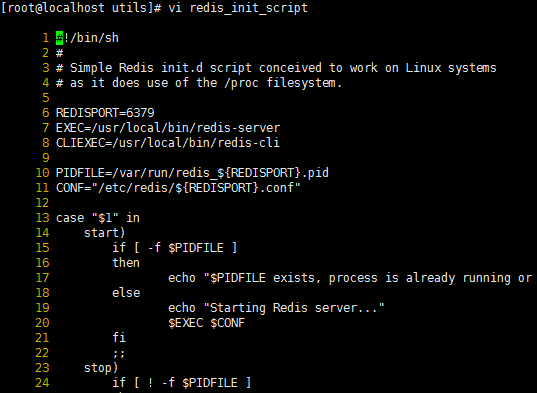 [root@localhost utils]# vi redis_init_script
1 #!/bin/sh
2 #
3 # Simple Redis init.d script conceived to work on Linux systems
4 # as it does use of the /proc filesystem.
5
6 REDISPORT=6379
7 EXEC=/usr/local/bin/redis-server
8 CLIEXEC=/usr/local/bin/redis-cli
9
10 PIDFILE=/var/run/redis_${REDISPORT}.pid
11 CONF="/etc/redis/${REDISPORT}.conf"
12
13 case "$1" in
14     start)
15         if [ -f $PIDFILE ]
16         then
17                 echo "$PIDFILE exists, process is already running or
18         else
19                 echo "Starting Redis server..."
20                 $EXEC $CONF
21         fi
22         ;;
23     stop)
24         if [ ! -f $PIDFILE ]